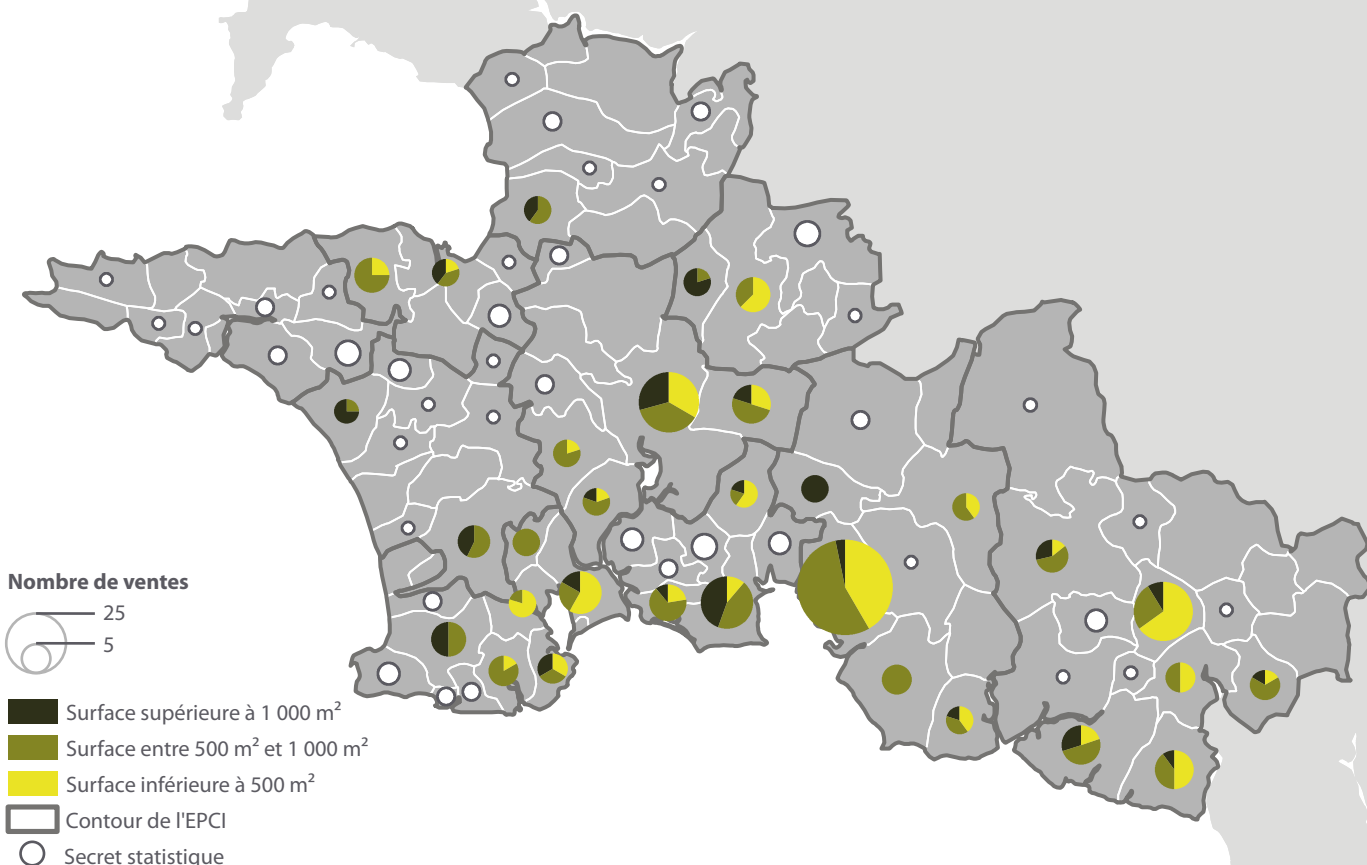 Nombre de ventes
25
5
Surface supérieure à 1 000 m²
Surface entre 500 m² et 1 000 m²
Surface inférieure à 500 m²
Contour de l'EPCI
Secret statistique